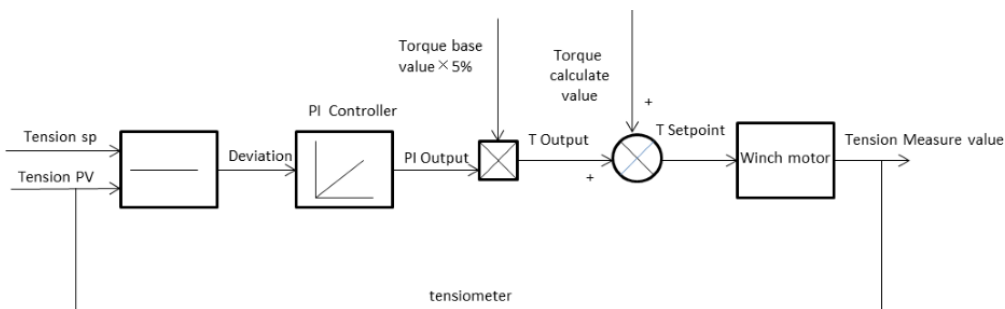 Torque base
value×5%
Torque
calculate
value
+
PI Controller
Tension sp
Deviation
PI Output
T Output
T Setpoint
Winch motor
Tension Measure value
Tension PV
+
tensiometer